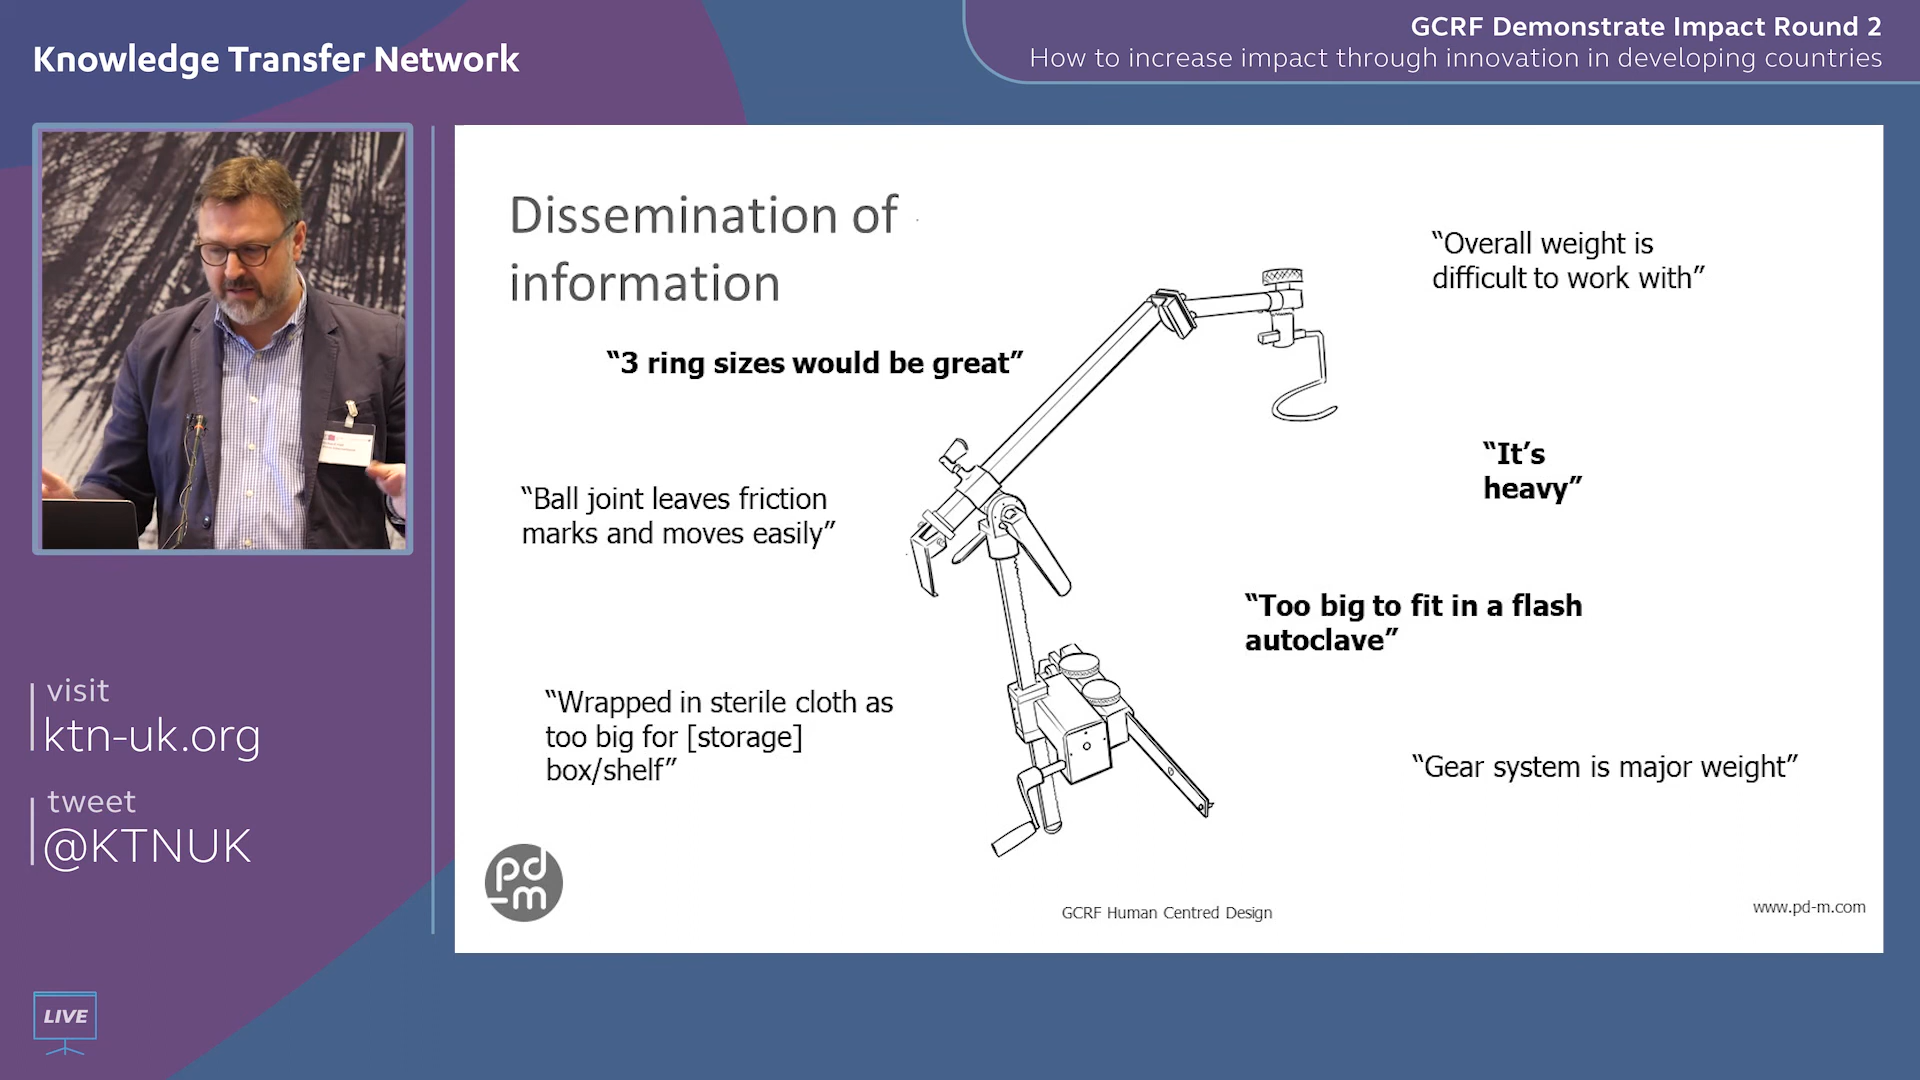 Knowledge Transfer Network
GCRF Demonstrate Impact Round 2
How to increase impact through innovation in developing countries
Dissemination of
information
“Overall weight is
difficult to work with”
“3 ring sizes would be great”
“It’s
heavy”
“Ball joint leaves friction
marks and moves easily”
“Too big to fit in a flash
autoclave”
“Wrapped in sterile cloth as
too big for [storage]
box/shelf”
“Gear system is major weight”
pd
-m
GCRF Human Centred Design
www.pd-m.com
visit
ktn-uk.org
tweet
@KTNUK
LIVE